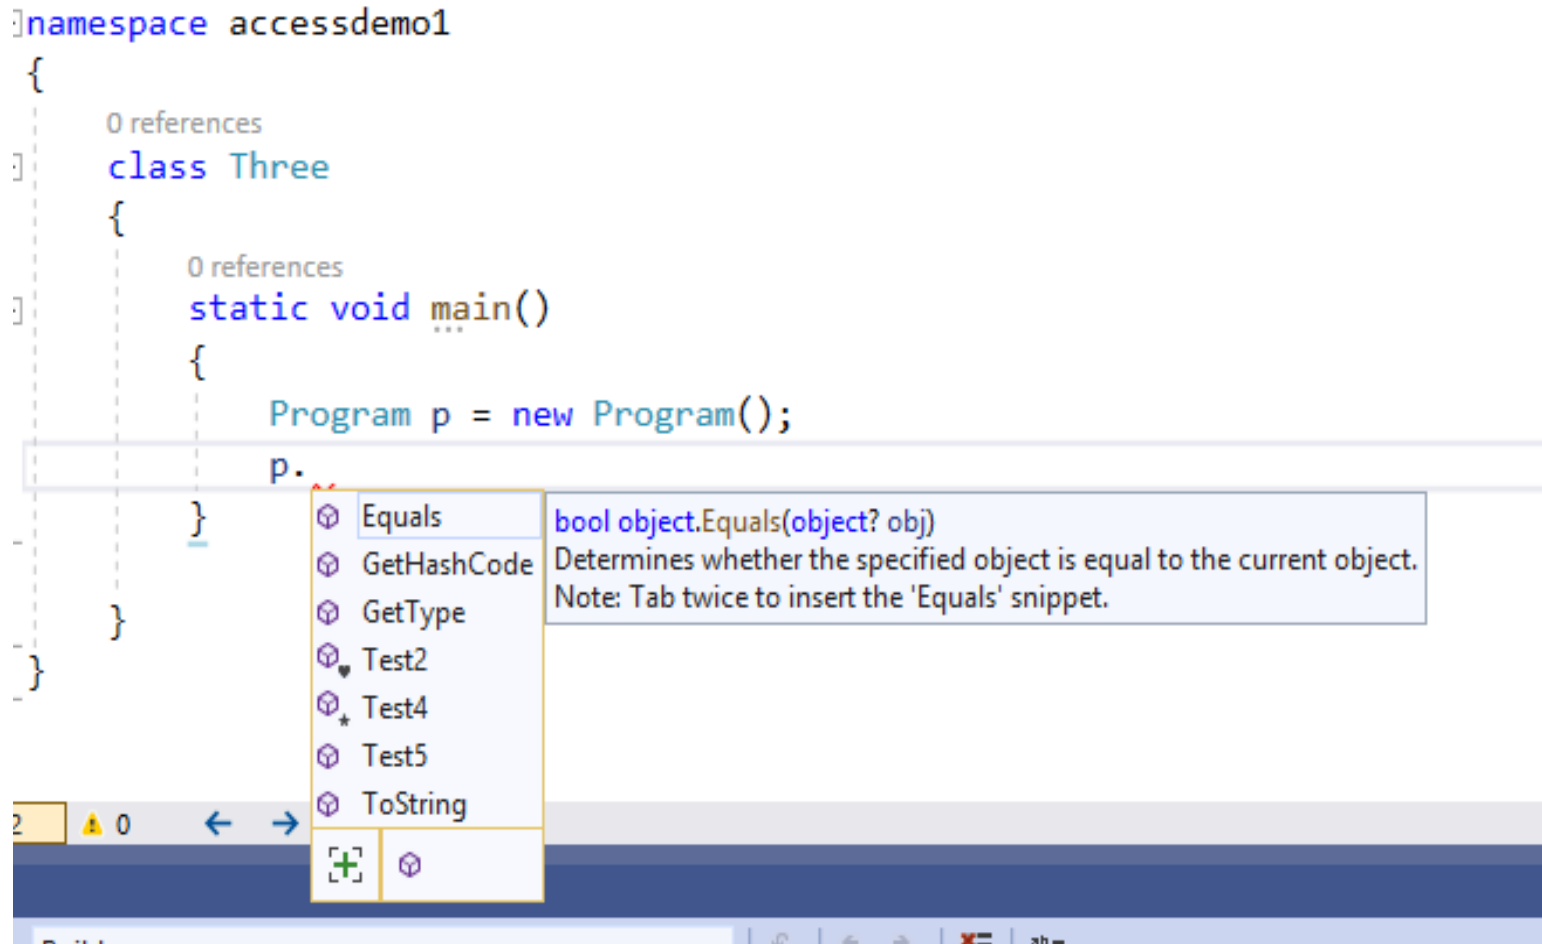 namespace accessdemo1
{
0 references
class Three
{
0 references
static void main()
{
Program p = new Program();
p.
}
}
}
Equals
GetHashCode
GetType
Test2
Test4
Test5
ToString
bool object.Equals(object? obj)
Determines whether the specified object is equal to the current object.
Note: Tab twice to insert the 'Equals' snippet.
2 0